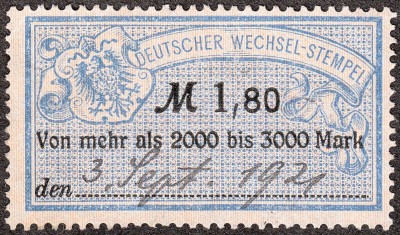 DEUTSCHER WECHSEL-STEMPEL
M 1,80
Von mehr als 2000 bis 3000 Mark
den 3. Sept. 1921